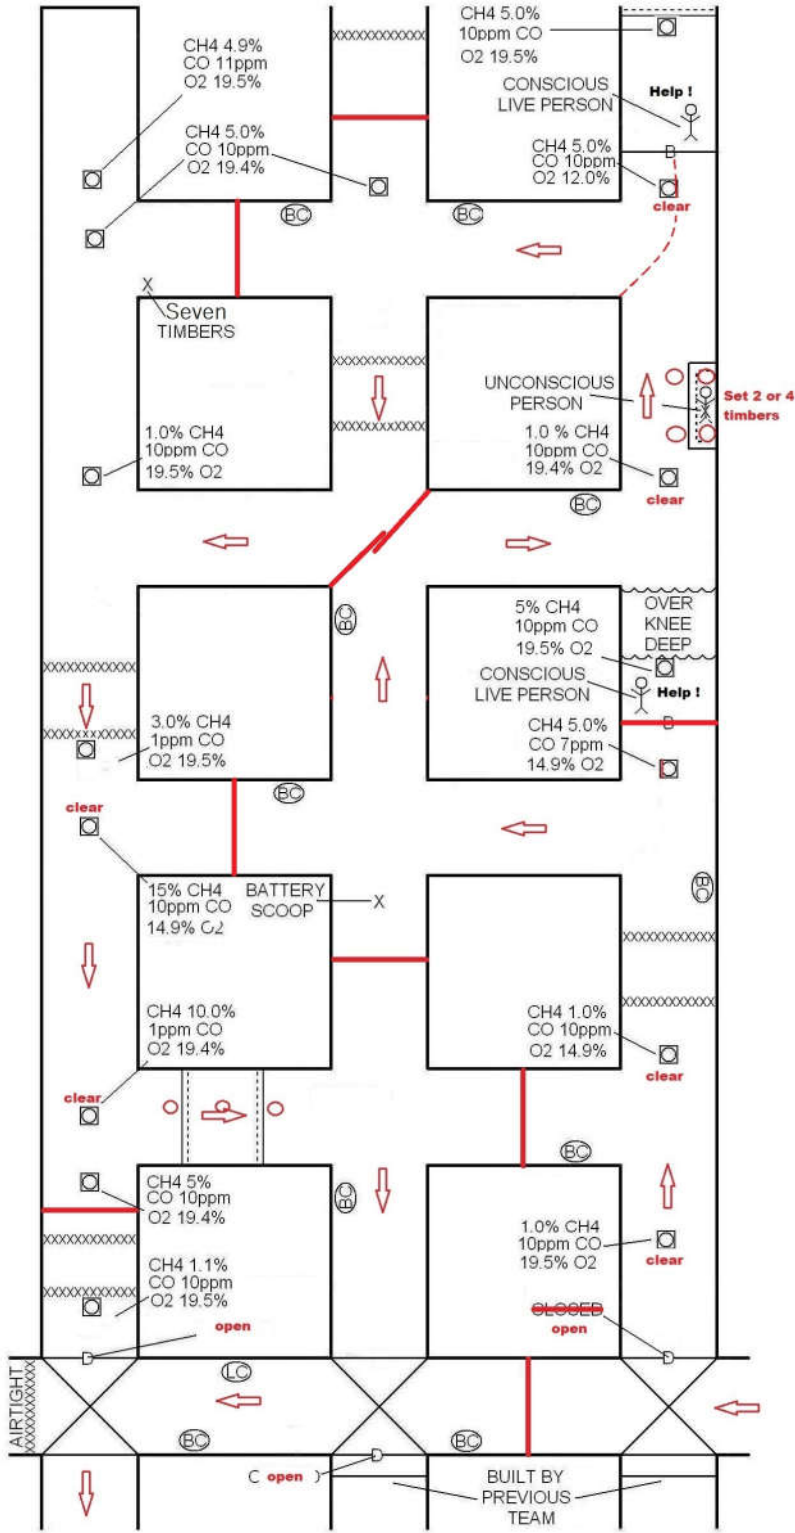 CH4 4.9%
CO 11ppm
O2 19.5%
CH4 5.0%
10ppm CO
O2 19.5%
CONSCIOUS
LIVE PERSON
Help !
CH4 5.0%
CO 10ppm
O2 19.4%
CH4 5.0%
CO 10ppm
O2 12.0%
clear
BC
BC
X
Seven
TIMBERS
UNCONSCIOUS
PERSON
Set 2 or 4
timbers
1.0% CH4
10ppm CO
19.5% O2
1.0 % CH4
10ppm CO
19.4% O2
clear
BC
BC
5% CH4
10ppm CO
19.5% O2
OVER
KNEE
DEEP
CONSCIOUS
LIVE PERSON
Help !
3.0% CH4
1ppm CO
O2 19.5%
CH4 5.0%
CO 7ppm
14.9% O2
BC
clear
15% CH4
10ppm CO
14.9% O2
BATTERY
SCOOP
X
BC
CH4 10.0%
1ppm CO
O2 19.4%
CH4 1.0%
CO 10ppm
O2 14.9%
clear
clear
BC
BC
CH4 5%
CO 10ppm
O2 19.4%
1.0% CH4
10ppm CO
19.5% O2
clear
CH4 1.1%
CO 10ppm
O2 19.5%
open
CLOSED
open
LC
AIRTIGHT
BC
BC
( open )
BUILT BY
PREVIOUS
TEAM